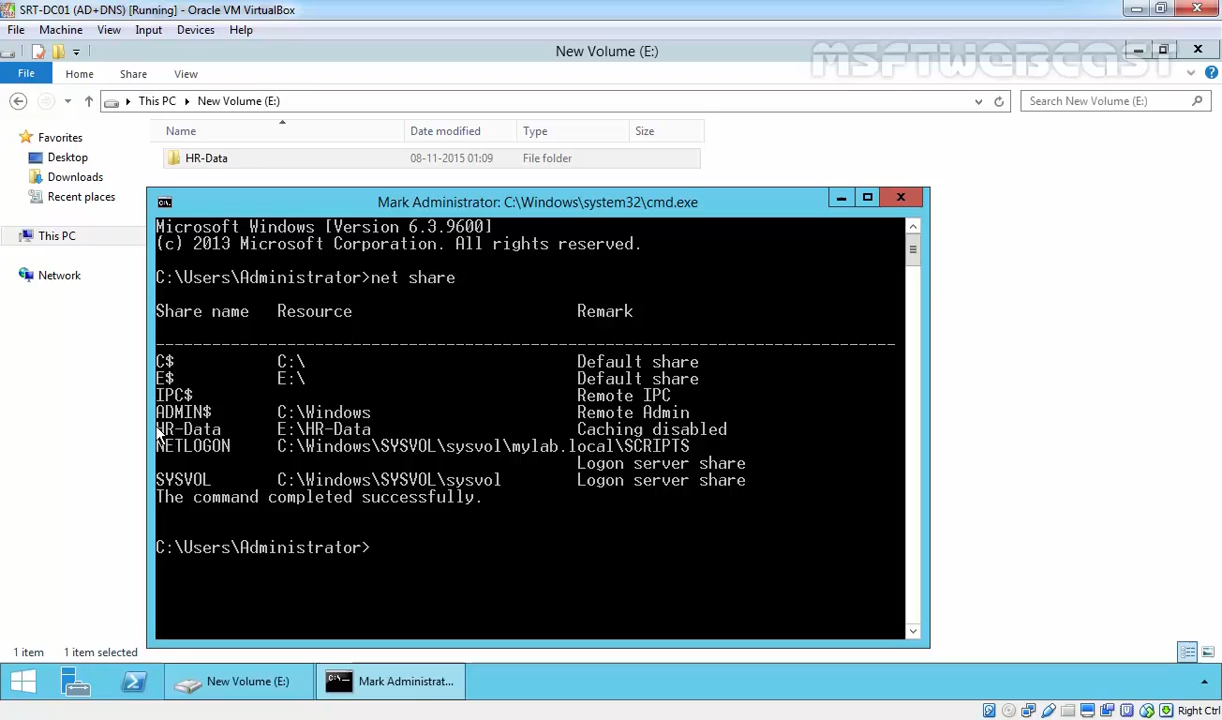 SRT-DC01 (AD+DNS) [Running] - Oracle VM VirtualBox
File Machine View Input Devices Help
New Volume (E:)
MSFTWEBCAST
File Home Share View
This PC New Volume (E:)
Search New Volume (E:)
Name Date modified Type Size
Favorites
HR-Data 08-11-2015 01:09 File folder
Desktop
Downloads
Recent places
This PC
Network
Mark Administrator: C:\Windows\system32\cmd.exe
Microsoft Windows [Version 6.3.9600]
(c) 2013 Microsoft Corporation. All rights reserved.
C:\Users\Administrator>net share
Share name Resource Remark
-------------------------------------------------------------------------------
C$ C:\ Default share
E$ E:\ Default share
IPC$ Remote IPC
ADMIN$ C:\Windows Remote Admin
HR-Data E:\HR-Data Caching disabled
NETLOGON C:\Windows\SYSVOL\sysvol\mylab.local\SCRIPTS
Logon server share
SYSVOL C:\Windows\SYSVOL\sysvol Logon server share
The command completed successfully.
C:\Users\Administrator>
1 item 1 item selected
New Volume (E:) Mark Administrat...
Right Ctrl